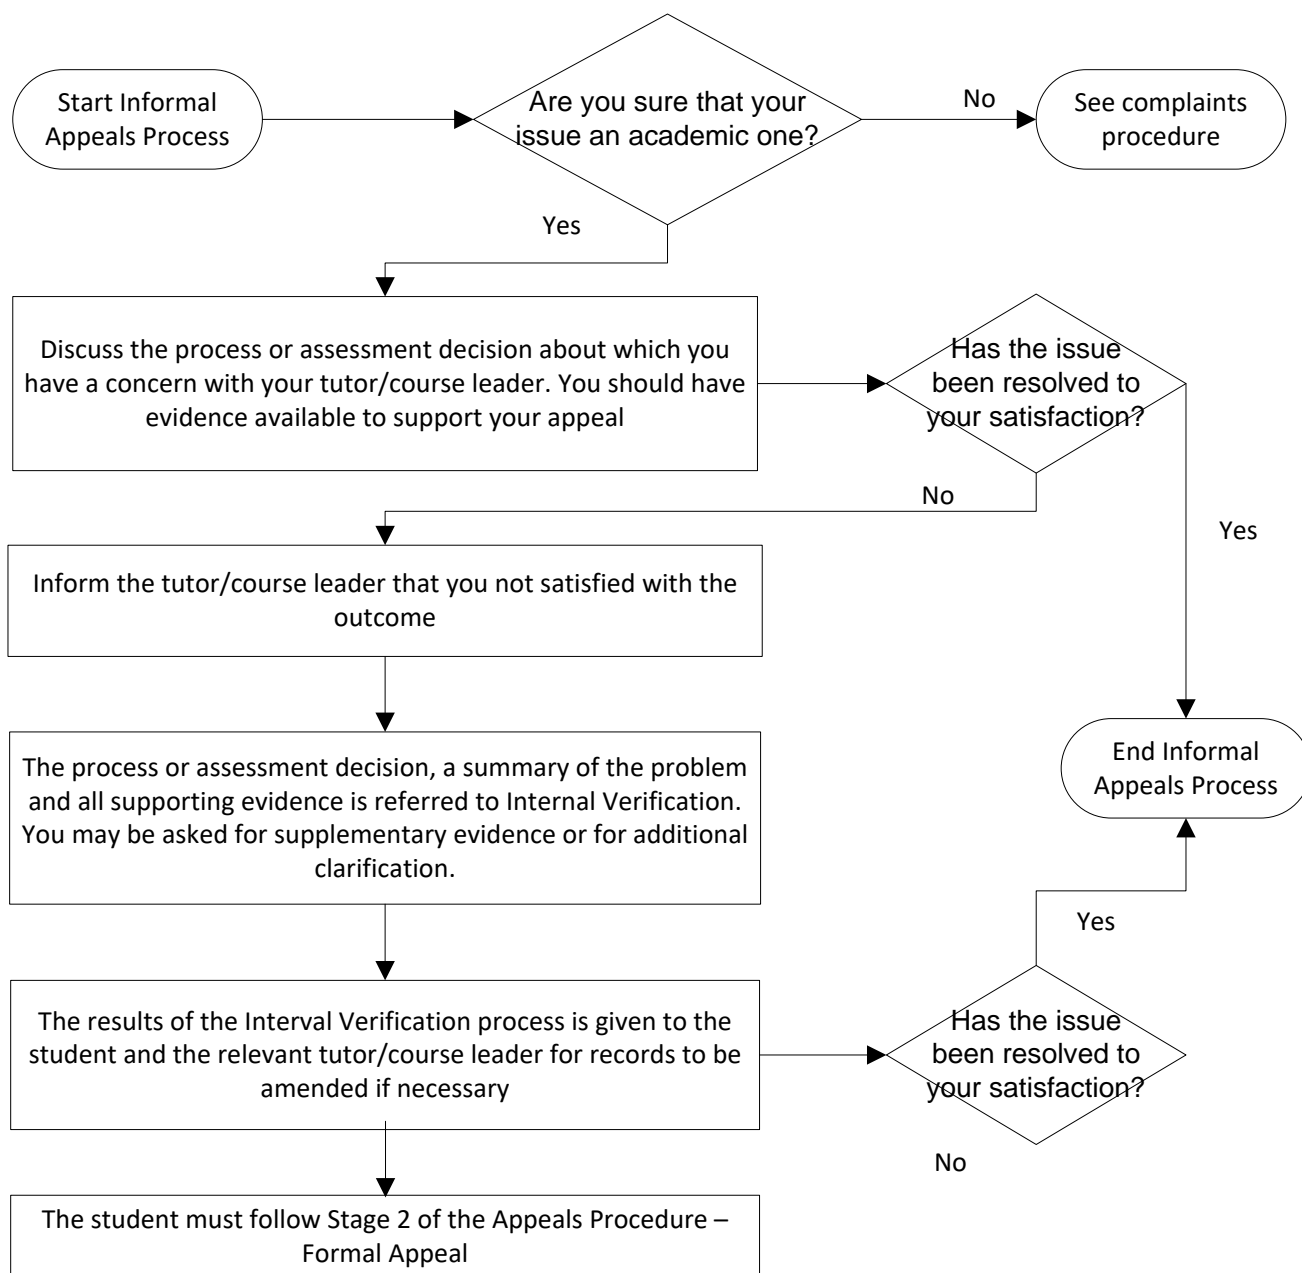 Start Informal
Appeals Process
Are you sure that your
issue an academic one?
No
See complaints
procedure
Yes
Discuss the process or assessment decision about which you
have a concern with your tutor/course leader. You should have
evidence available to support your appeal
Has the issue
been resolved to
your satisfaction?
No
Yes
Inform the tutor/course leader that you not satisfied with the
outcome
The process or assessment decision, a summary of the problem
and all supporting evidence is referred to Internal Verification.
You may be asked for supplementary evidence or for additional
clarification.
End Informal
Appeals Process
Yes
The results of the Interval Verification process is given to the
student and the relevant tutor/course leader for records to be
amended if necessary
Has the issue
been resolved to
your satisfaction?
No
The student must follow Stage 2 of the Appeals Procedure –
Formal Appeal